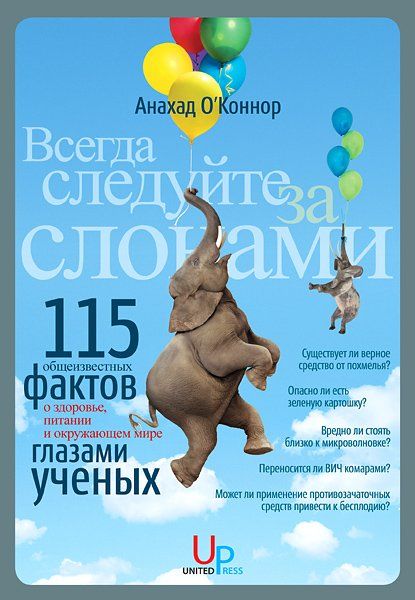 Анахад О’Коннор
Всегда
следуйте
за
слонами
115
общеизвестных
фактов
о здоровье,
питании
и окружающем мире
глазами
ученых
Существует ли верное
средство от похмелья?
Опасно ли есть
зеленую картошку?
Вредно ли стоять
близко к микроволновке?
Переносится ли ВИЧ комарами?
Может ли применение противозачаточных
средств привести к бесплодию?
Up
UNITED PRESS